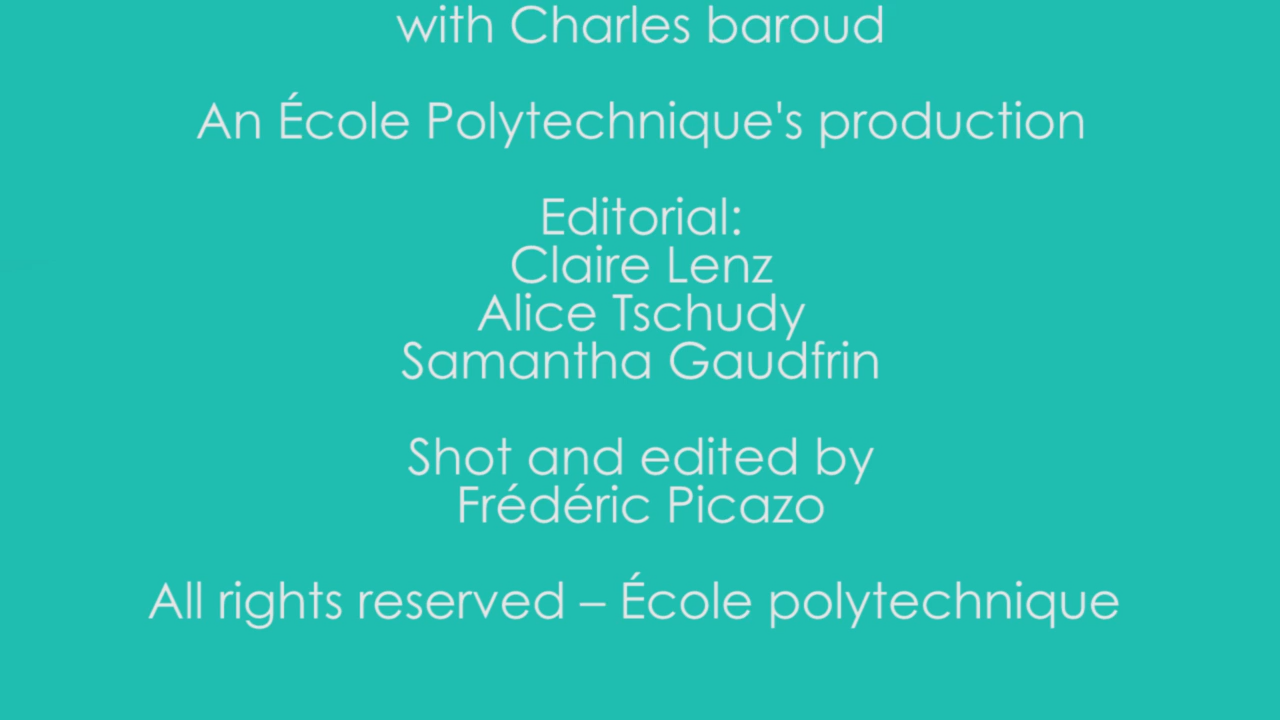 with Charles baroud
An École Polytechnique's production
Editorial:
Claire Lenz
Alice Tschudy
Samantha Gaudfrin
Shot and edited by
Frédéric Picazo
All rights reserved – École polytechnique